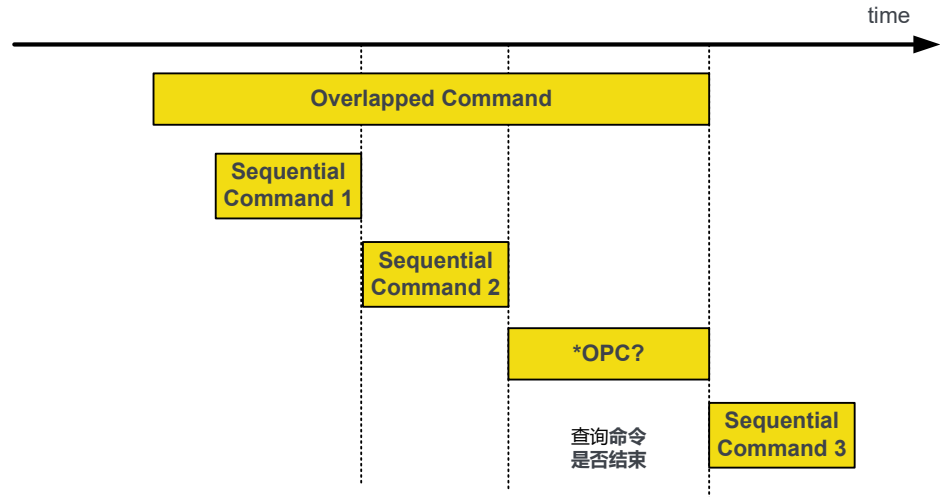 time
Overlapped Command
Sequential
Command 1
Sequential
Command 2
*OPC?
查询命令
是否结束
Sequential
Command 3